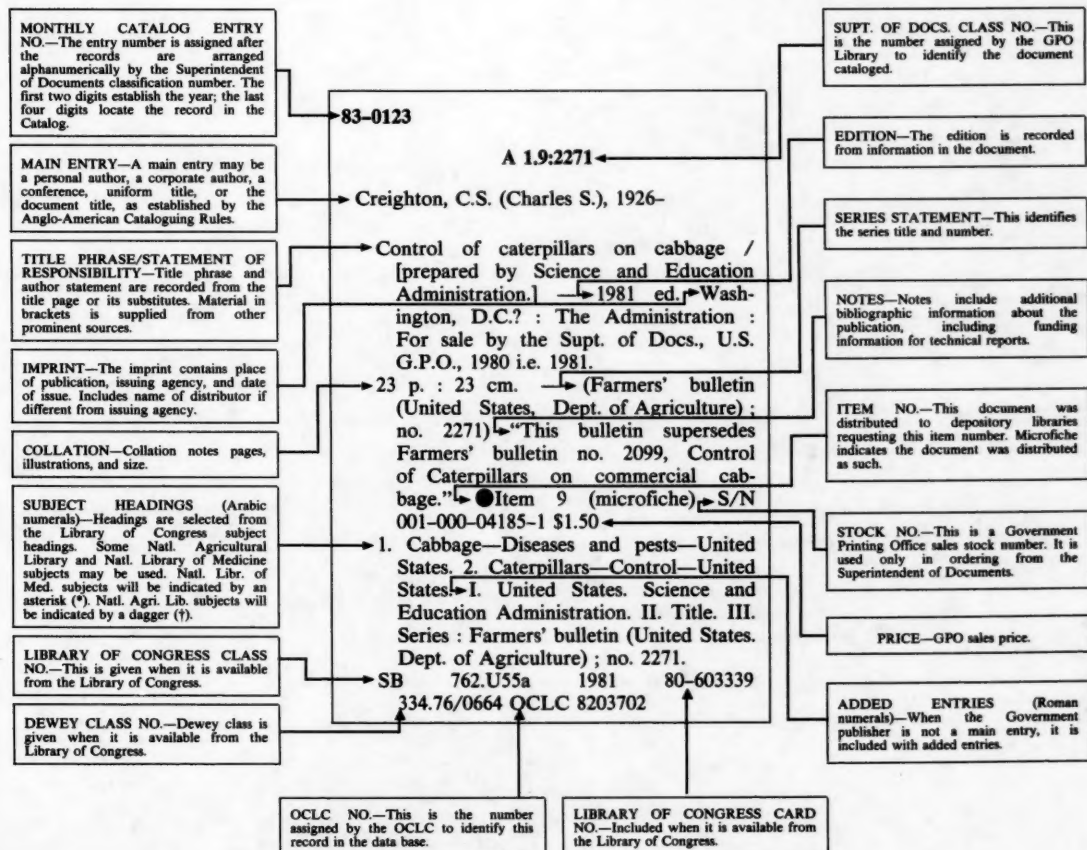 MONTHLY CATALOG ENTRY
NO.—The entry number is assigned after
the records are arranged
alphanumerically by the Superintendent
of Documents classification number. The
first two digits establish the year; the last
four digits locate the record in the
Catalog.
MAIN ENTRY—A main entry may be
a personal author, a corporate author, a
conference, uniform title, or the
document title, as established by the
Anglo-American Cataloguing Rules.
TITLE PHRASE/STATEMENT OF
RESPONSIBILITY—Title phrase and
author statement are recorded from the
title page or its substitutes. Material in
brackets is supplied from other
prominent sources.
IMPRINT—The imprint contains place
of publication, issuing agency, and date
of issue. Includes name of distributor if
different from issuing agency.
COLLATION—Collation notes pages,
illustrations, and size.
SUBJECT HEADINGS (Arabic
numerals)—Headings are selected from
the Library of Congress subject
headings. Some Natl. Agricultural
Library and Natl. Library of Medicine
subjects may be used. Natl. Libr. of
Med. subjects will be indicated by an
asterisk (*). Natl. Agri. Lib. subjects will
be indicated by a dagger (†).
LIBRARY OF CONGRESS CLASS
NO.—This is given when it is available
from the Library of Congress.
DEWEY CLASS NO.—Dewey class is
given when it is available from the
Library of Congress.
83-0123
A 1.9:2271
Creighton, C.S. (Charles S.), 1926-
Control of caterpillars on cabbage /
[prepared by Science and Education
Administration.] 1981 ed. Wash-
ington, D.C.? : The Administration :
For sale by the Supt. of Docs., U.S.
G.P.O., 1980 i.e. 1981.
23 p. : 23 cm. (Farmers' bulletin
(United States, Dept. of Agriculture) ;
no. 2271) "This bulletin supersedes
Farmers' bulletin no. 2099, Control
of Caterpillars on commercial cab-
bage." ●Item 9 (microfiche) S/N
001-000-04185-1 $1.50
1. Cabbage—Diseases and pests—United
States. 2. Caterpillars—Control—United
States. I. United States. Science and
Education Administration. II. Title. III.
Series : Farmers' bulletin (United States.
Dept. of Agriculture) ; no. 2271.
SB 762.U55a 1981 80-603339
334.76/0664 OCLC 8203702
SUPT. OF DOCS. CLASS NO.—This
is the number assigned by the GPO
Library to identify the document
cataloged.
EDITION—The edition is recorded
from information in the document.
SERIES STATEMENT—This identifies
the series title and number.
NOTES—Notes include additional
bibliographic information about the
publication, including funding
information for technical reports.
ITEM NO.—This document was
distributed to depository libraries
requesting this item number. Microfiche
indicates the document was distributed
as such.
STOCK NO.—This is a Government
Printing Office sales stock number. It is
used only in ordering from the
Superintendent of Documents.
PRICE—GPO sales price.
ADDED ENTRIES (Roman
numerals)—When the Government
publisher is not a main entry, it is
included with added entries.
OCLC NO.—This is the number
assigned by the OCLC to identify this
record in the data base.
LIBRARY OF CONGRESS CARD
NO.—Included when it is available from
the Library of Congress.